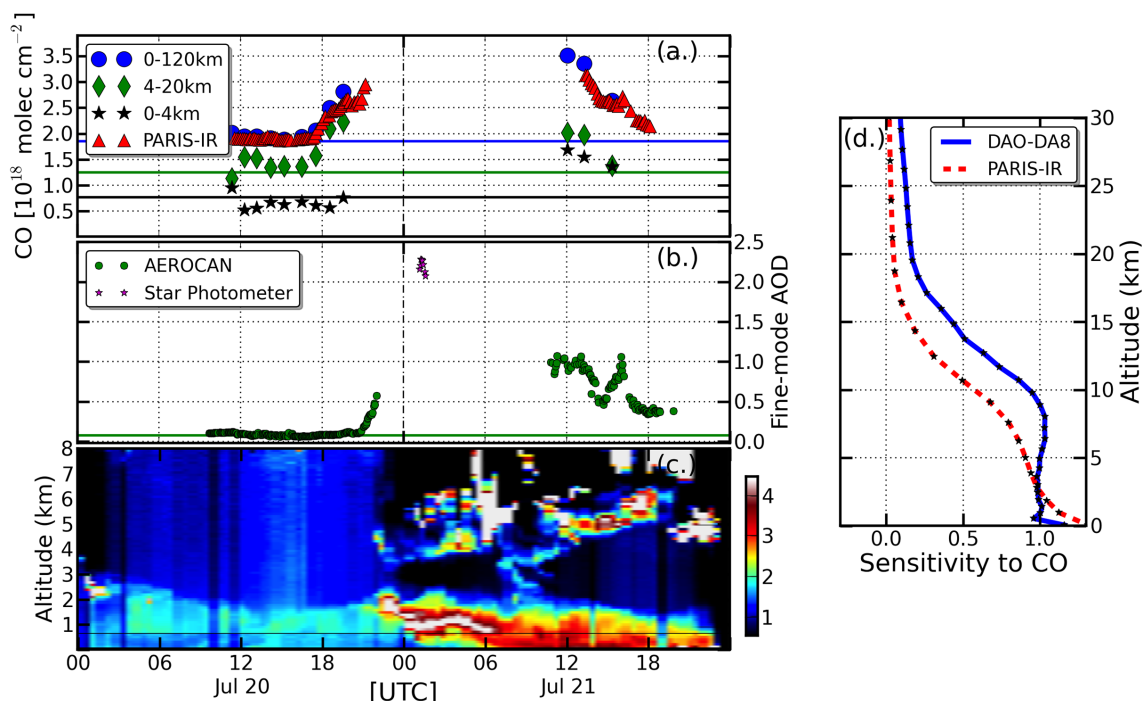 (a.)
CO [10^18 molec cm^−2]
3.5
3.0
2.5
2.0
1.5
1.0
0.5
0-120km
4-20km
0-4km
PARIS-IR
(b.)
AEROCAN
Star Photometer
2.5
2.0
1.5
1.0
0.5
0.0
Fine-mode AOD
(c.)
Altitude (km)
8
7
6
5
4
3
2
1
4
3
2
1
00 06 12 18 00 06 12 18
Jul 20 [UTC] Jul 21
(d.)
DAO-DA8
PARIS-IR
30
25
20
15
10
5
0
Altitude (km)
0.0 0.5 1.0
Sensitivity to CO